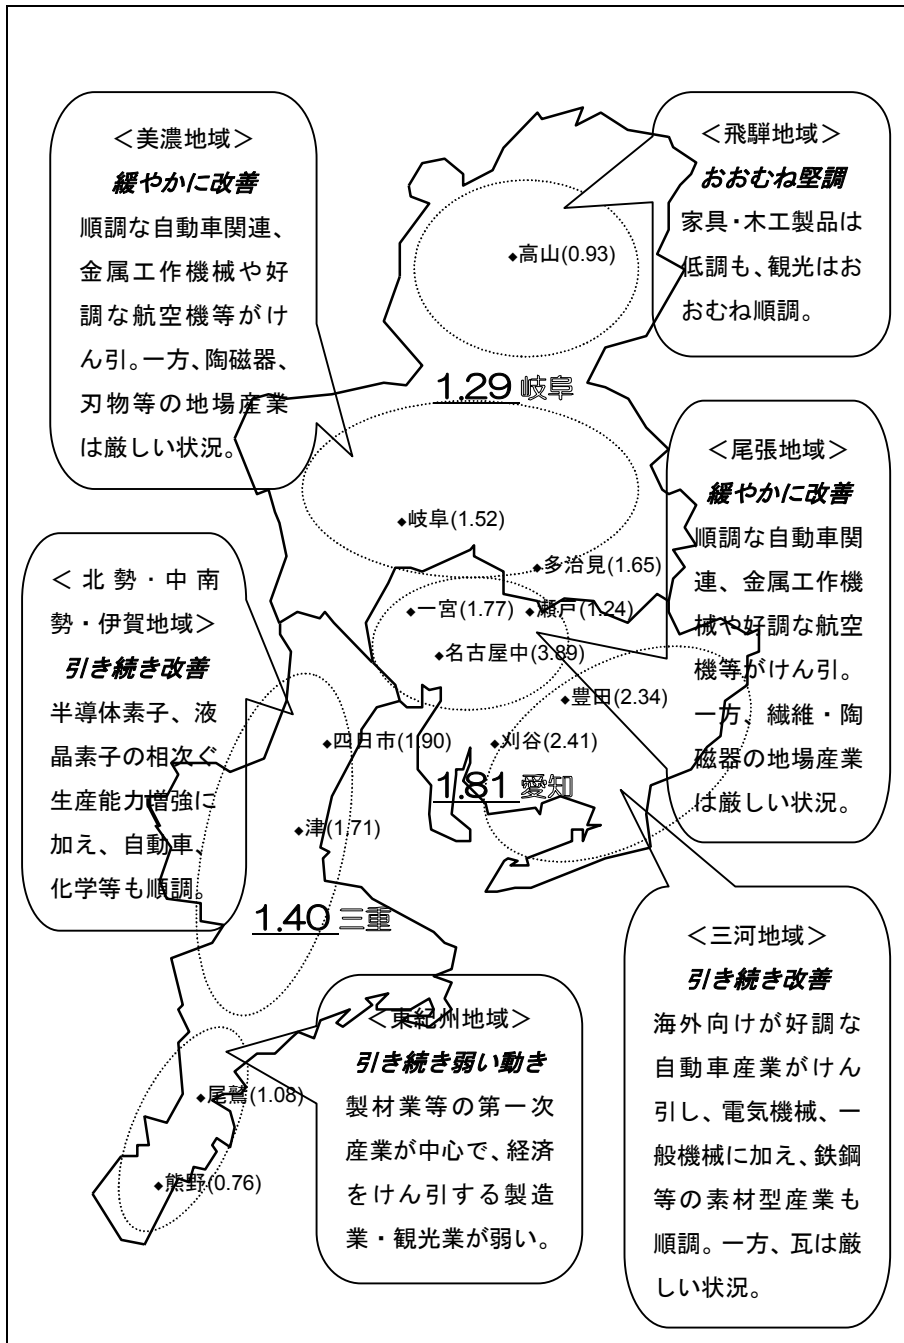 ＜美濃地域＞
緩やかに改善
順調な自動車関連、
金属工作機械や好
調な航空機等がけ
ん引。一方、陶磁器、
刃物等の地場産業
は厳しい状況。
＜飛騨地域＞
おおむね堅調
家具・木工製品は
低調も、観光はお
おむね順調。
◆高山(0.93)
1.29 岐阜
＜尾張地域＞
緩やかに改善
順調な自動車関
連、金属工作機
械や好調な航空
機等がけん引。
一方、繊維・陶
磁器の地場産業
は厳しい状況。
◆岐阜(1.52)
◆多治見(1.65)
◆一宮(1.77)
◆瀬戸(1.24)
◆名古屋中(3.89)
◆豊田(2.34)
◆四日市(1.90)
◆刈谷(2.41)
1.81 愛知
＜北勢・中南
勢・伊賀地域＞
引き続き改善
半導体素子、液
晶素子の相次ぐ
生産能力増強に
加え、自動車、
化学等も順調。
◆津(1.71)
1.40 三重
＜三河地域＞
引き続き改善
海外向けが好調な
自動車産業がけん
引し、電気機械、一
般機械に加え、鉄鋼
等の素材型産業も
順調。一方、瓦は厳
しい状況。
＜東紀州地域＞
引き続き弱い動き
製材業等の第一次
産業が中心で、経済
をけん引する製造
業・観光業が弱い。
◆尾鷲(1.08)
◆熊野(0.76)